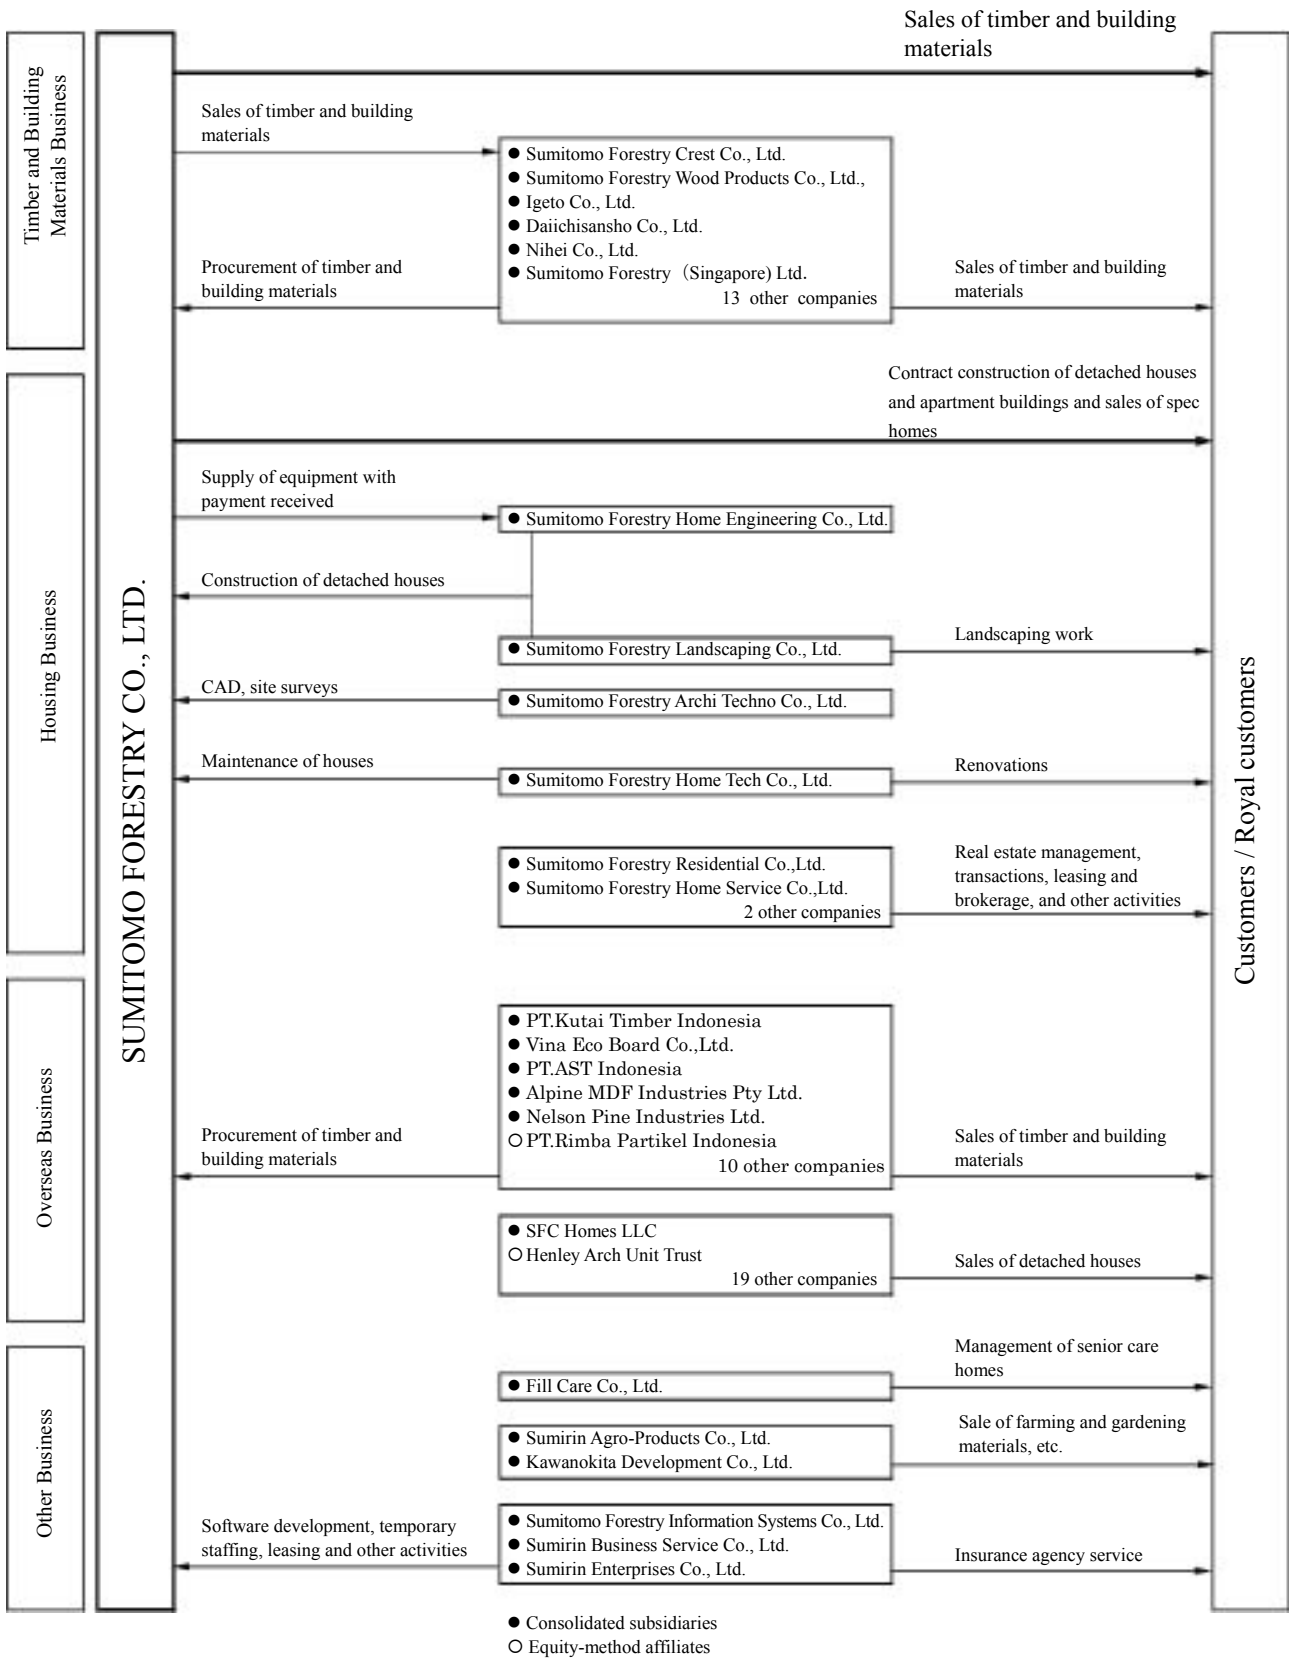 Sales of timber and building
materials
Timber and Building
Materials Business
Sales of timber and building
materials
● Sumitomo Forestry Crest Co., Ltd.
● Sumitomo Forestry Wood Products Co., Ltd.,
● Igeto Co., Ltd.
● Daiichisansho Co., Ltd.
● Nihei Co., Ltd.
● Sumitomo Forestry（Singapore) Ltd.
13 other companies
Procurement of timber and
building materials
Sales of timber and building
materials
SUMITOMO FORESTRY CO., LTD.
Customers / Royal customers
Housing Business
Contract construction of detached houses
and apartment buildings and sales of spec
homes
Supply of equipment with
payment received
● Sumitomo Forestry Home Engineering Co., Ltd.
Construction of detached houses
● Sumitomo Forestry Landscaping Co., Ltd.
Landscaping work
CAD, site surveys
● Sumitomo Forestry Archi Techno Co., Ltd.
Maintenance of houses
● Sumitomo Forestry Home Tech Co., Ltd.
Renovations
● Sumitomo Forestry Residential Co.,Ltd.
● Sumitomo Forestry Home Service Co.,Ltd.
2 other companies
Real estate management,
transactions, leasing and
brokerage, and other activities
Overseas Business
● PT.Kutai Timber Indonesia
● Vina Eco Board Co.,Ltd.
● PT.AST Indonesia
● Alpine MDF Industries Pty Ltd.
● Nelson Pine Industries Ltd.
○ PT.Rimba Partikel Indonesia
10 other companies
Procurement of timber and
building materials
Sales of timber and building
materials
● SFC Homes LLC
○ Henley Arch Unit Trust
19 other companies
Sales of detached houses
Other Business
● Fill Care Co., Ltd.
Management of senior care
homes
● Sumirin Agro-Products Co., Ltd.
● Kawanokita Development Co., Ltd.
Sale of farming and gardening
materials, etc.
Software development, temporary
staffing, leasing and other activities
● Sumitomo Forestry Information Systems Co., Ltd.
● Sumirin Business Service Co., Ltd.
● Sumirin Enterprises Co., Ltd.
Insurance agency service
● Consolidated subsidiaries
○ Equity-method affiliates